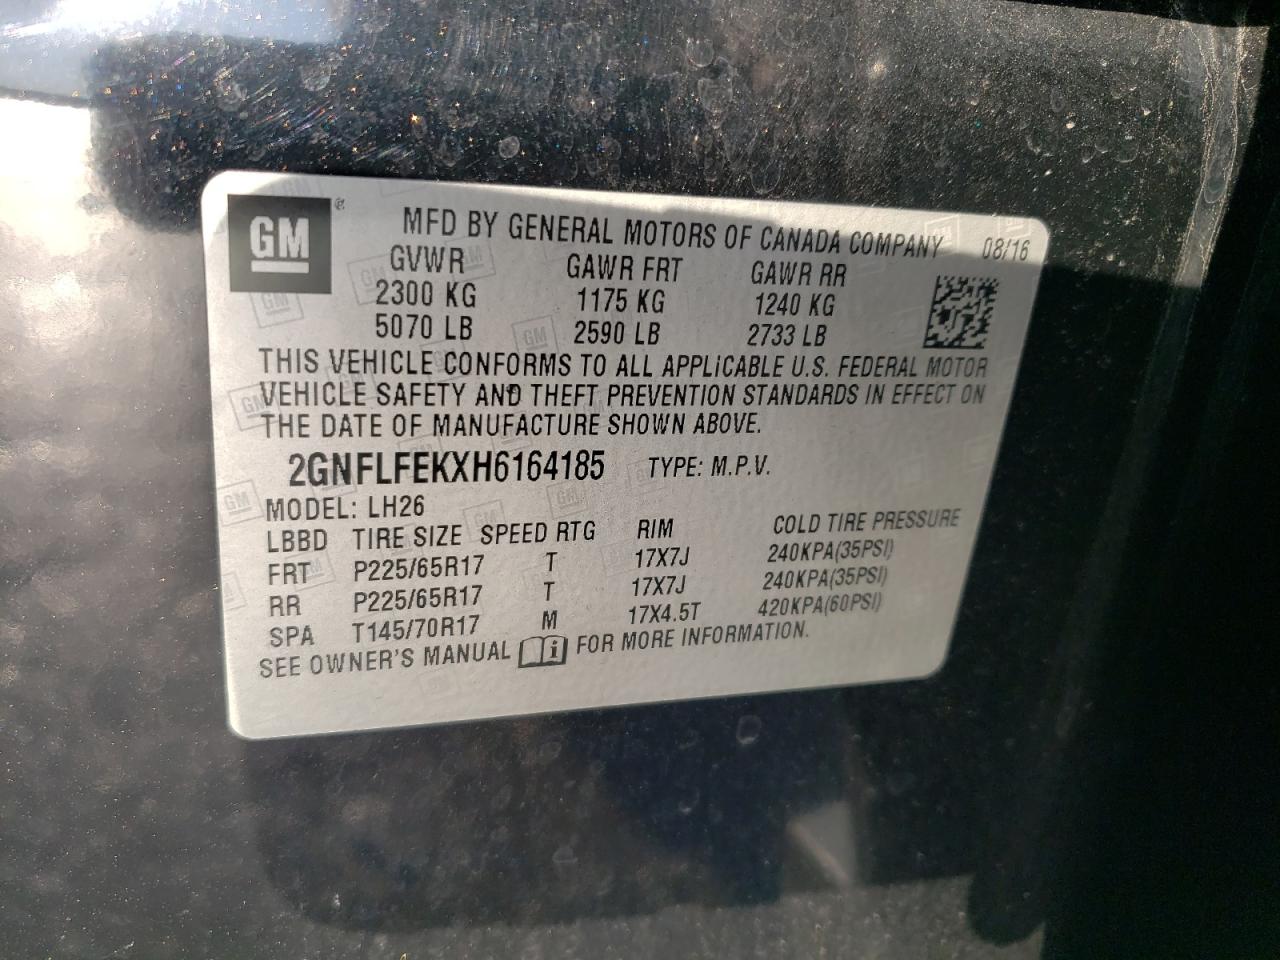 GM
MFD BY GENERAL MOTORS OF CANADA COMPANY 08/16
GVWR GAWR FRT GAWR RR
2300 KG 1175 KG 1240 KG
5070 LB 2590 LB 2733 LB
THIS VEHICLE CONFORMS TO ALL APPLICABLE U.S. FEDERAL MOTOR
VEHICLE SAFETY AND THEFT PREVENTION STANDARDS IN EFFECT ON
THE DATE OF MANUFACTURE SHOWN ABOVE.
2GNFLFEKXH6164185 TYPE: M.P.V.
MODEL: LH26
LBBD TIRE SIZE SPEED RTG RIM COLD TIRE PRESSURE
FRT P225/65R17 T 17X7J 240KPA(35PSI)
RR P225/65R17 T 17X7J 240KPA(35PSI)
SPA T145/70R17 M 17X4.5T 420KPA(60PSI)
SEE OWNER'S MANUAL i FOR MORE INFORMATION.